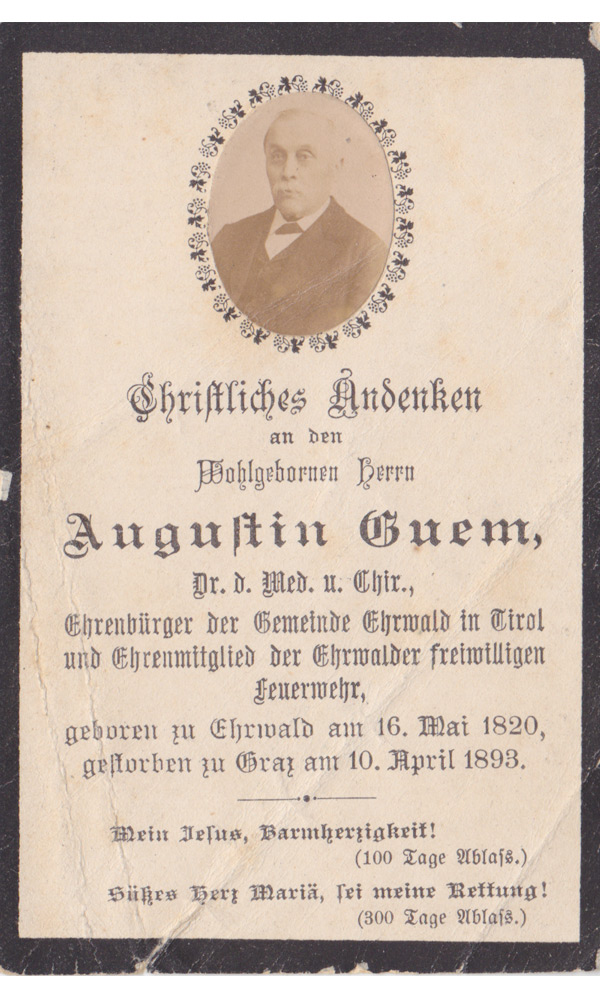 Christliches Andenken
an den
Wohlgebornen Herrn
Augustin Guem,
Dr. d. Med. u. Chir.,
Ehrenbürger der Gemeinde Ehrwald in Tirol
und Ehrenmitglied der Ehrwalder freiwilligen
Feuerwehr,
geboren zu Ehrwald am 16. Mai 1820,
gestorben zu Graz am 10. April 1893.
Mein Jesus, Barmherzigkeit!
(100 Tage Ablass.)
Süßes Herz Mariä, sei meine Rettung!
(300 Tage Ablass.)